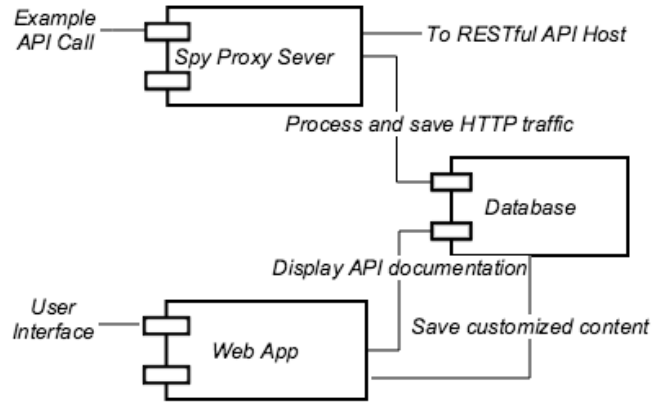 Example
API Call
Spy Proxy Sever
To RESTful API Host
Process and save HTTP traffic
Database
Display API documentation
User
Interface
Web App
Save customized content